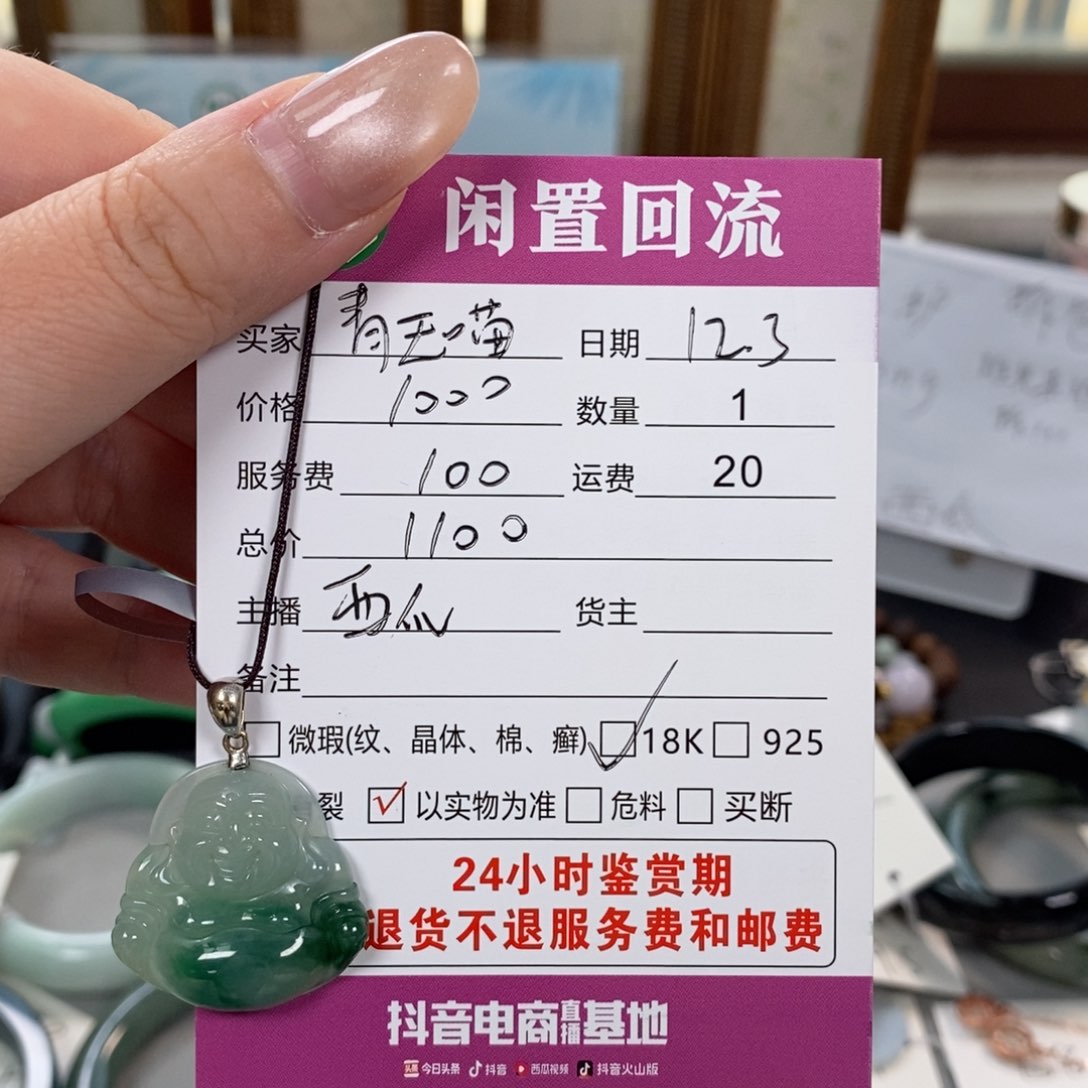 闲置回流
买家 青天喵 日期 12.3
价格 1000 数量 1
服务费 100 运费 20
总价 1100
主播 西仙 货主
备注
微瑕(纹、晶体、棉、癣) 18K 925
裂 以实物为准 危料 买断
24小时鉴赏期
退货不退服务费和邮费
抖音电商直播基地
头条 今日头条 抖音 西瓜视频 抖音火山版